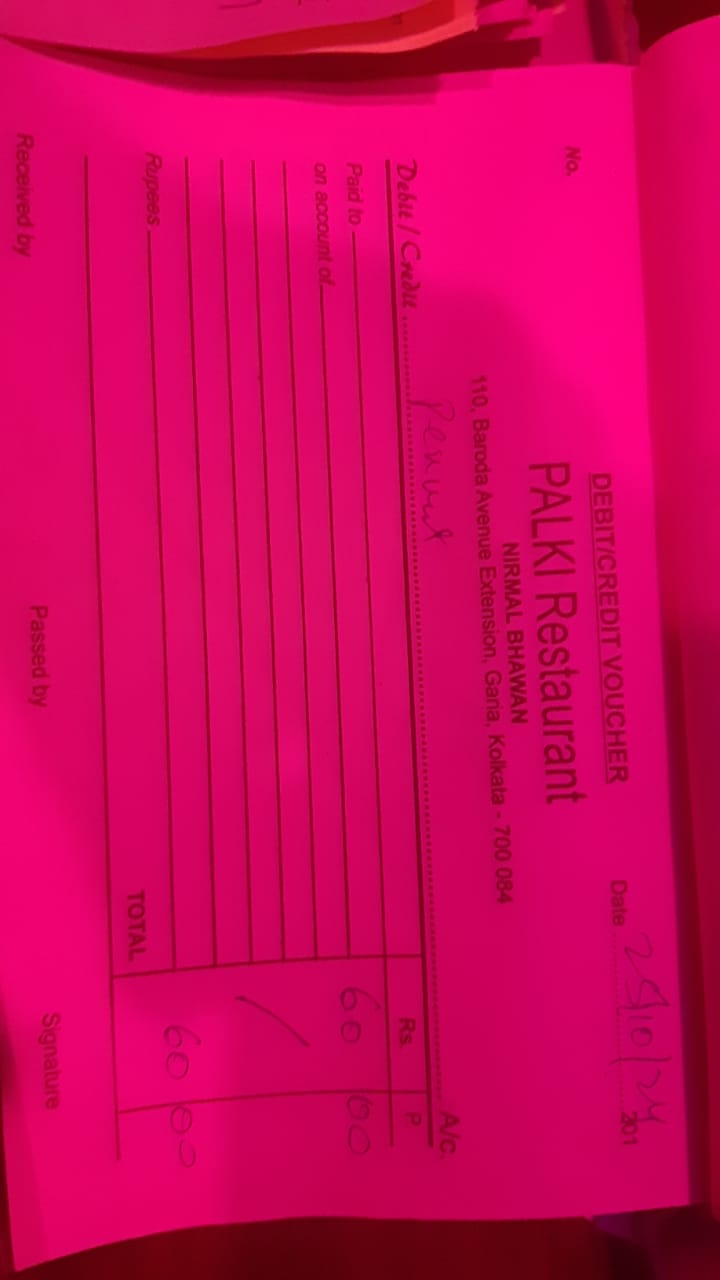 DEBIT/CREDIT VOUCHER
No.
Date 25/10/24 201
PALKI Restaurant
NIRMAL BHAWAN
110, Baroda Avenue Extension, Garia, Kolkata - 700 084
Debit / Credit Peanut A/c.
Rs. P
Paid to 60 00
on account of
Rupees
TOTAL 60 00
Received by Passed by Signature